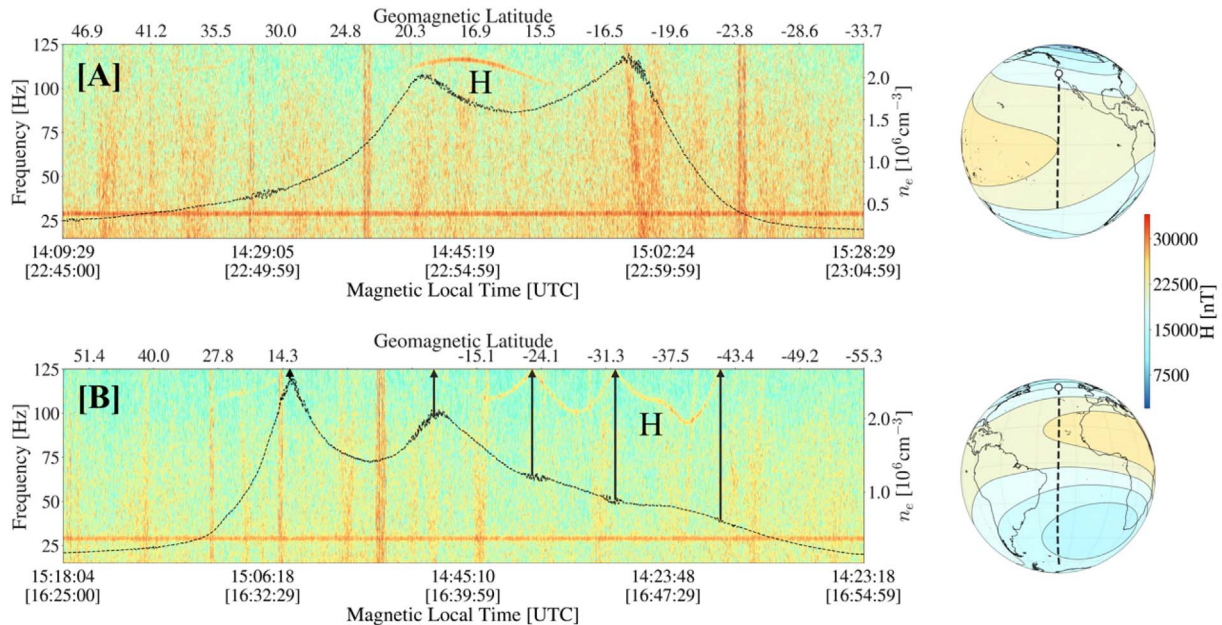 Geomagnetic Latitude
46.9 41.2 35.5 30.0 24.8 20.3 16.9 15.5 -16.5 -19.6 -23.8 -28.6 -33.7
[A]
H
125
100
75
50
25
Frequency [Hz]
2.0
1.5
1.0
0.5
nₑ [10⁶cm⁻³]
14:09:29 14:29:05 14:45:19 15:02:24 15:28:29
[22:45:00] [22:49:59] [22:54:59] [22:59:59] [23:04:59]
Magnetic Local Time [UTC]
Geomagnetic Latitude
51.4 40.0 27.8 14.3 -15.1 -24.1 -31.3 -37.5 -43.4 -49.2 -55.3
[B]
H
125
100
75
50
25
Frequency [Hz]
2.0
1.0
nₑ [10⁶cm⁻³]
15:18:04 15:06:18 14:45:10 14:23:48 14:23:18
[16:25:00] [16:32:29] [16:39:59] [16:47:29] [16:54:59]
Magnetic Local Time [UTC]
30000
22500
15000
7500
H [nT]